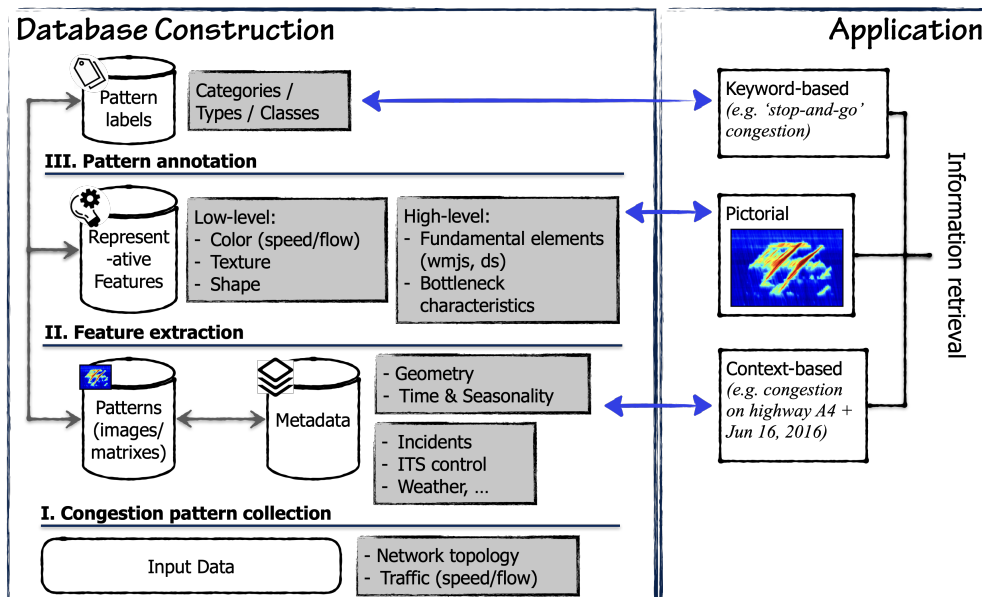 Database Construction
Pattern
labels
Categories /
Types / Classes
III. Pattern annotation
Represent
-ative
Features
Low-level:
- Color (speed/flow)
- Texture
- Shape
High-level:
- Fundamental elements
(wmjs, ds)
- Bottleneck
characteristics
II. Feature extraction
Patterns
(images/
matrixes)
Metadata
- Geometry
- Time & Seasonality
- Incidents
- ITS control
- Weather, ...
I. Congestion pattern collection
Input Data
- Network topology
- Traffic (speed/flow)
Application
Keyword-based
(e.g. ‘stop-and-go’
congestion)
Pictorial
Context-based
(e.g. congestion
on highway A4 +
Jun 16, 2016)
Information retrieval